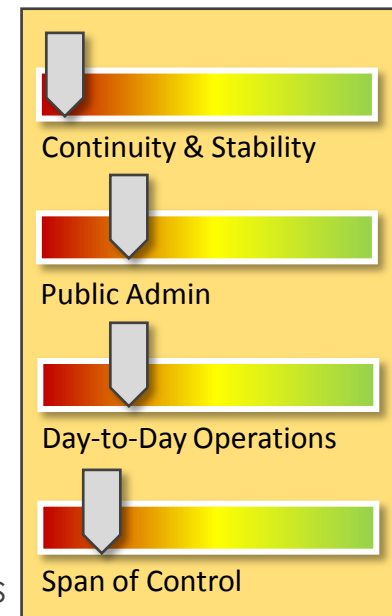 Continuity & Stability
Public Admin
Day-to-Day Operations
Span of Control
s